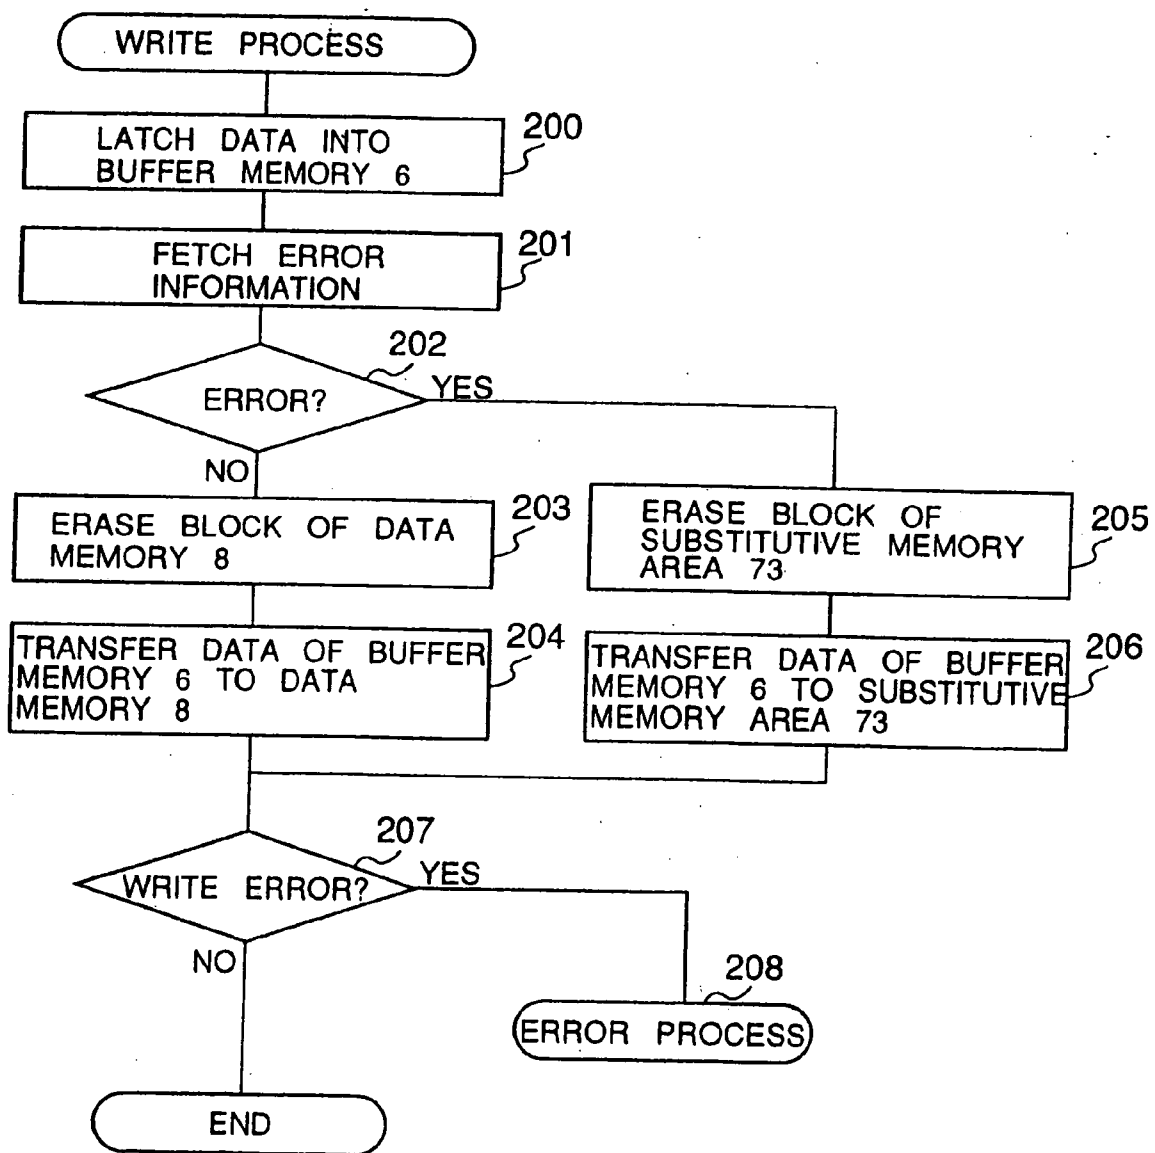 WRITE PROCESS
LATCH DATA INTO
BUFFER MEMORY 6
200
FETCH ERROR
INFORMATION
201
202
ERROR?
YES
NO
ERASE BLOCK OF DATA
MEMORY 8
203
ERASE BLOCK OF
SUBSTITUTIVE MEMORY
AREA 73
205
TRANSFER DATA OF BUFFER
MEMORY 6 TO DATA
MEMORY 8
204
TRANSFER DATA OF BUFFER
MEMORY 6 TO SUBSTITUTIVE
MEMORY AREA 73
206
207
WRITE ERROR?
YES
NO
208
ERROR PROCESS
END